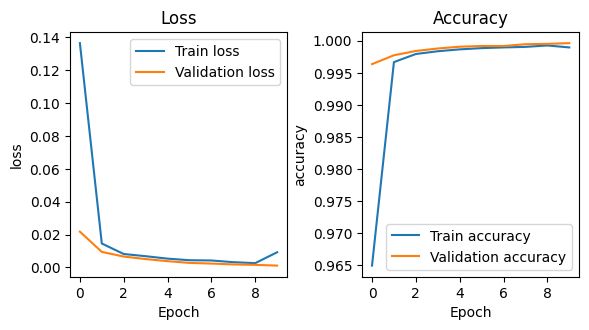 Loss
0.14
0.12
0.10
0.08
0.06
0.04
0.02
0.00
loss
0 2 4 6 8
Epoch
Train loss
Validation loss
Accuracy
1.000
0.995
0.990
0.985
0.980
0.975
0.970
0.965
accuracy
0 2 4 6 8
Epoch
Train accuracy
Validation accuracy